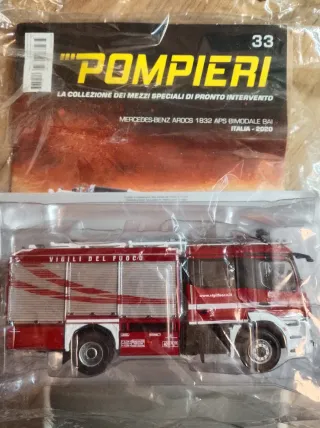 33
POMPIERI
LA COLLEZIONE DEI MEZZI SPECIALI DI PRONTO INTERVENTO
MERCEDES-BENZ AROCS 1832 APS BIMODALE BAI
ITALIA - 2020
VIGILI DEL FUOCO